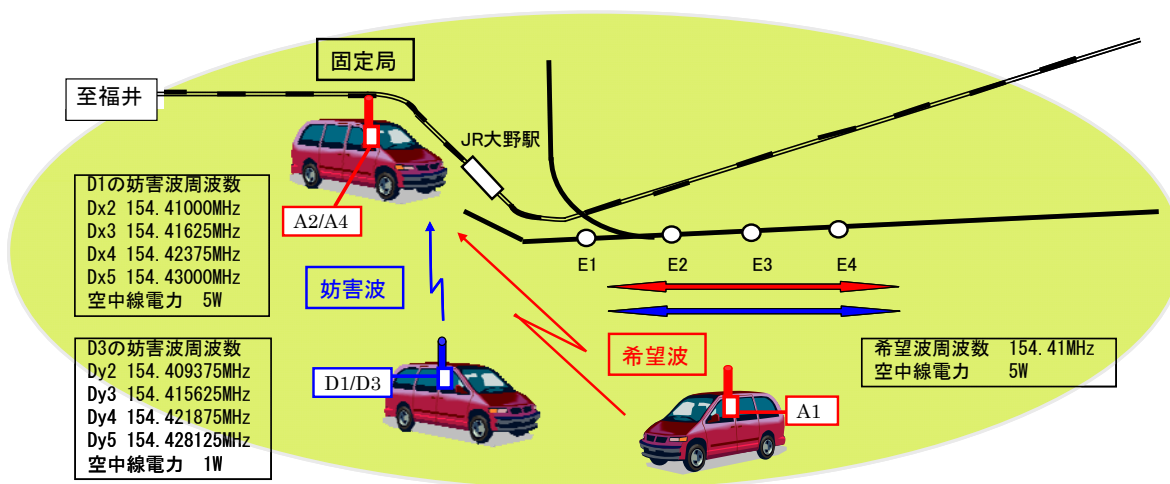 固定局
至福井
JR大野駅
A2/A4
D1の妨害波周波数
Dx2 154.41000MHz
Dx3 154.41625MHz
Dx4 154.42375MHz
Dx5 154.43000MHz
空中線電力 5W
E1 E2 E3 E4
妨害波
希望波
希望波周波数 154.41MHz
空中線電力 5W
D3の妨害波周波数
Dy2 154.409375MHz
Dy3 154.415625MHz
Dy4 154.421875MHz
Dy5 154.428125MHz
空中線電力 1W
D1/D3
A1